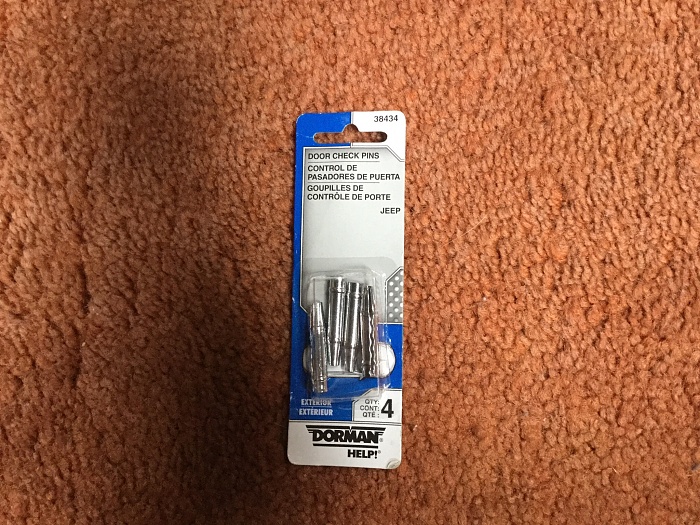 38434
DOOR CHECK PINS
CONTROL DE
PASADORES DE PUERTA
GOUPILLES DE
CONTRÔLE DE PORTE
JEEP
EXTERIOR
EXTÉRIEUR
QTY:
CONT:
QTÉ :
4
DORMAN®
HELP!®